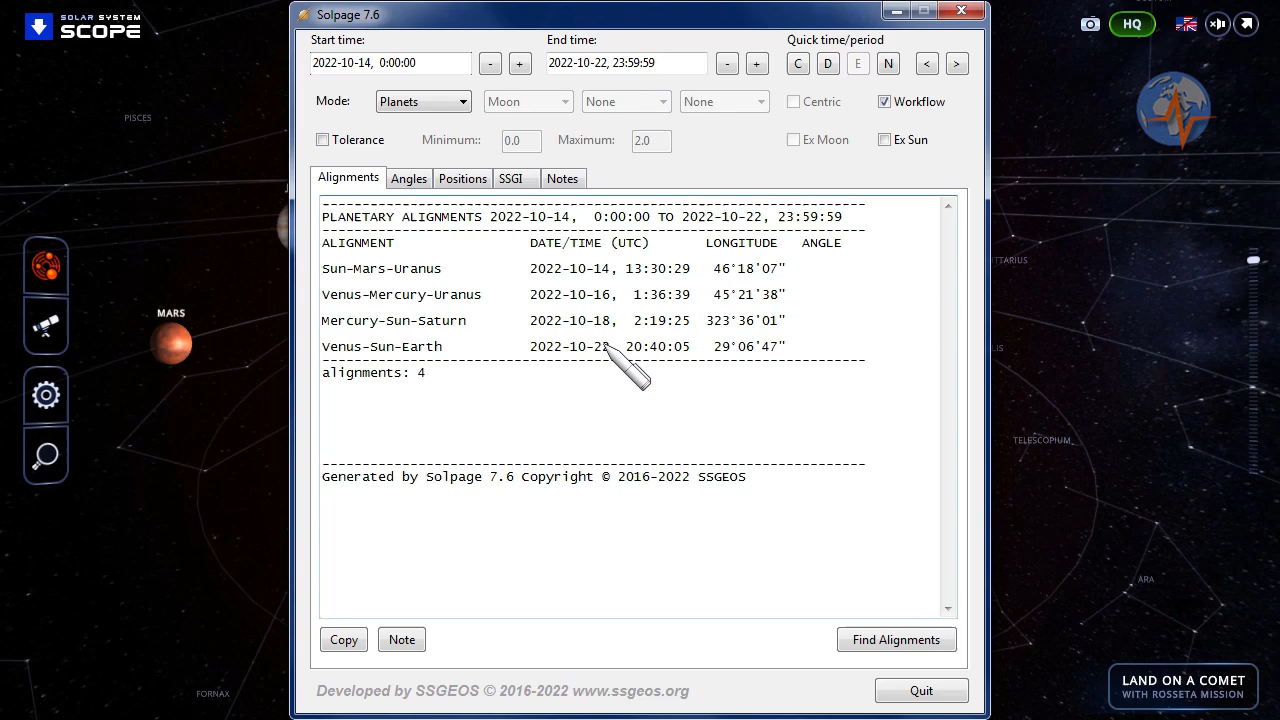 SOLAR SYSTEM
SCOPE
Solpage 7.6
HQ
Start time:
End time:
Quick time/period
2022-10-14, 0:00:00
-
+
2022-10-22, 23:59:59
-
+
C
D
E
N
<
>
Mode:
Planets
Moon
None
None
Centric
Workflow
PISCES
Tolerance
Minimum::
0.0
Maximum:
2.0
Ex Moon
Ex Sun
Alignments
Angles
Positions
SSGI
Notes
PLANETARY ALIGNMENTS 2022-10-14, 0:00:00 TO 2022-10-22, 23:59:59
ALIGNMENT DATE/TIME (UTC) LONGITUDE ANGLE
Sun-Mars-Uranus 2022-10-14, 13:30:29 46°18'07"
Venus-Mercury-Uranus 2022-10-16, 1:36:39 45°21'38"
Mercury-Sun-Saturn 2022-10-18, 2:19:25 323°36'01"
Venus-Sun-Earth 2022-10-22, 20:40:05 29°06'47"
alignments: 4
Generated by Solpage 7.6 Copyright © 2016-2022 SSGEOS
MARS
TELESCOPIUM
ARA
FORNAX
Copy
Note
Find Alignments
Developed by SSGEOS © 2016-2022 www.ssgeos.org
Quit
LAND ON A COMET
WITH ROSSETA MISSION